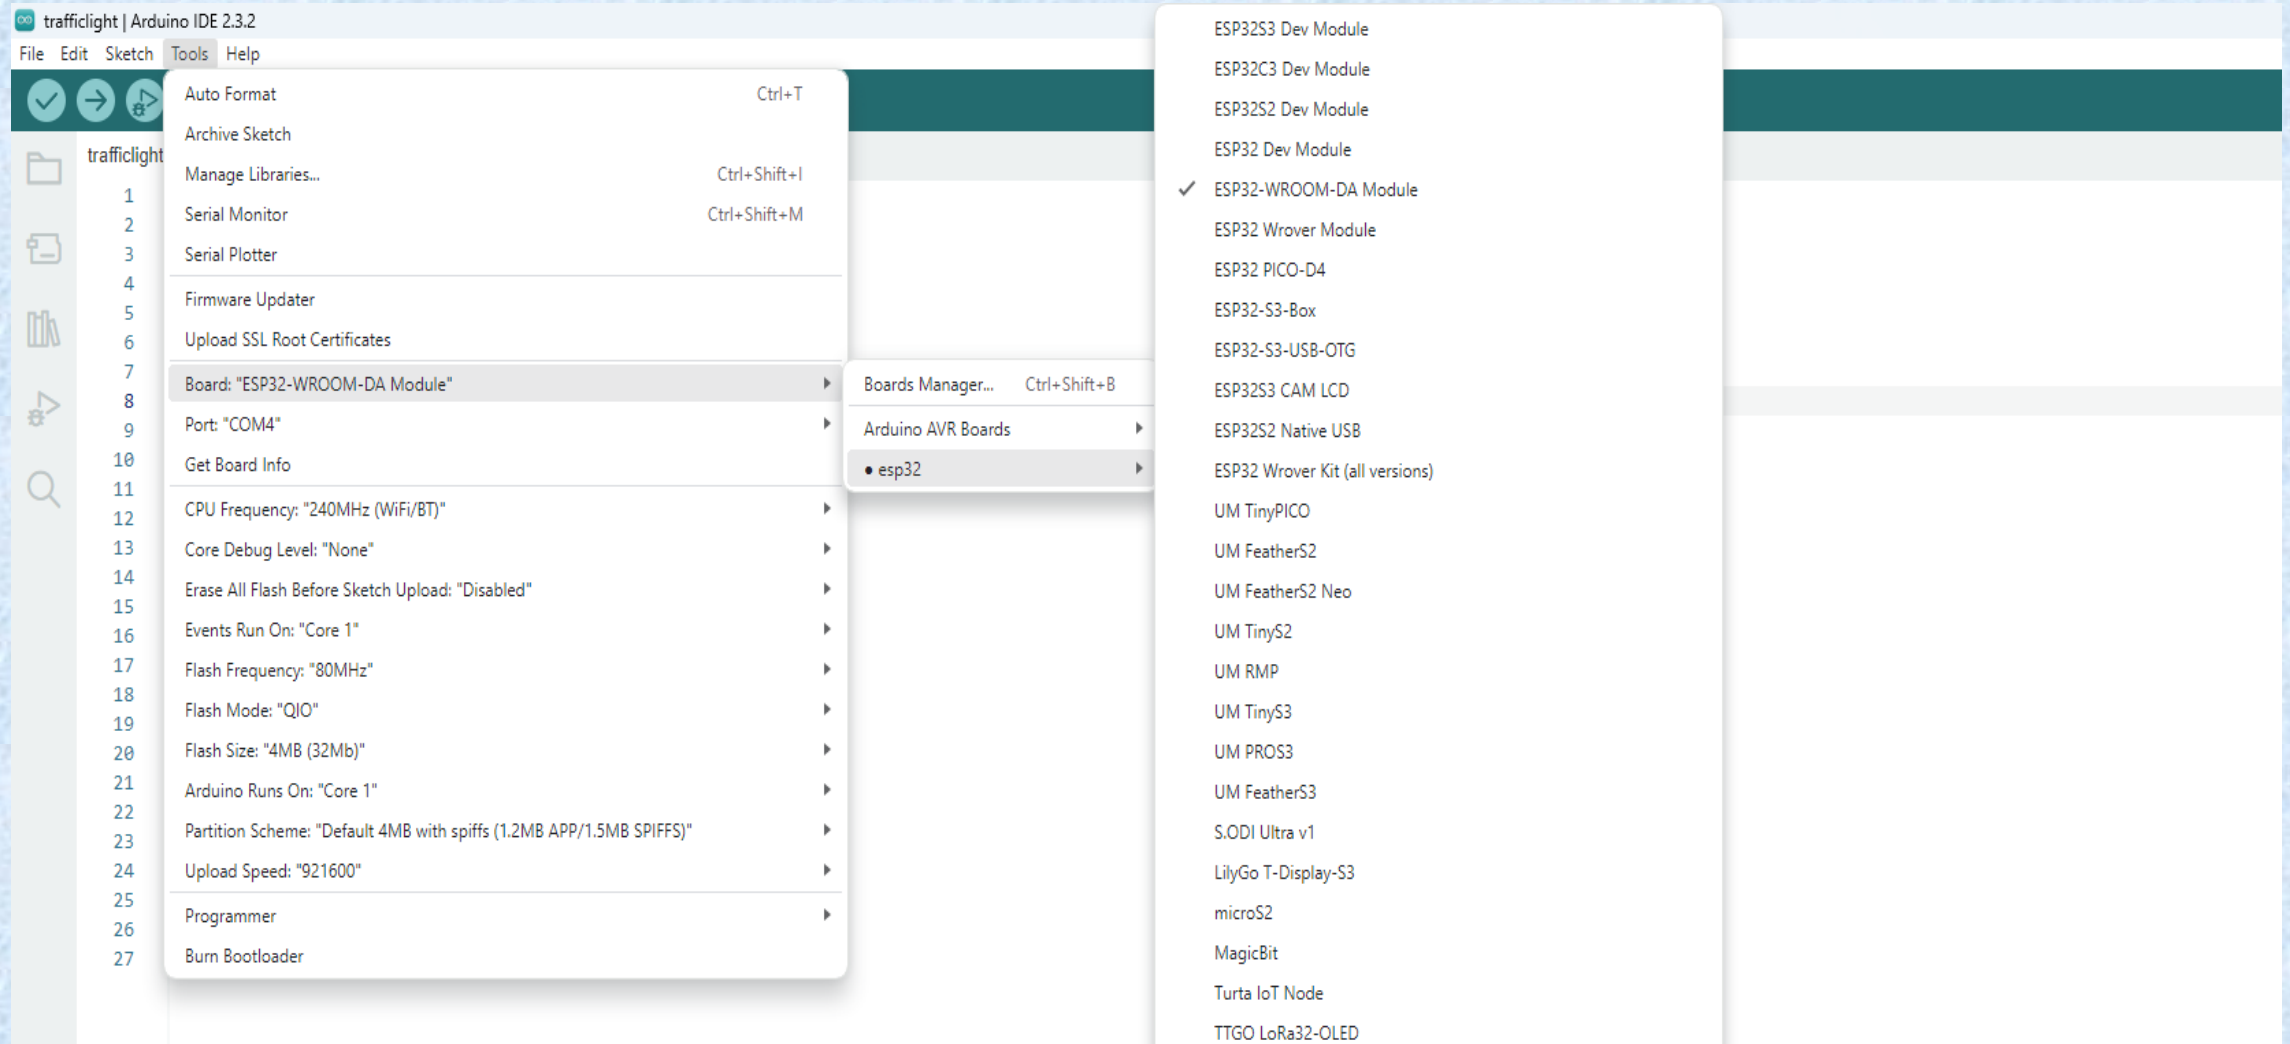 trafficlight | Arduino IDE 2.3.2
File Edit Sketch Tools Help
trafficlight
1
2
3
4
5
6
7
8
9
10
11
12
13
14
15
16
17
18
19
20
21
22
23
24
25
26
27
Auto Format Ctrl+T
Archive Sketch
Manage Libraries... Ctrl+Shift+I
Serial Monitor Ctrl+Shift+M
Serial Plotter
Firmware Updater
Upload SSL Root Certificates
Board: "ESP32-WROOM-DA Module"
Port: "COM4"
Get Board Info
CPU Frequency: "240MHz (WiFi/BT)"
Core Debug Level: "None"
Erase All Flash Before Sketch Upload: "Disabled"
Events Run On: "Core 1"
Flash Frequency: "80MHz"
Flash Mode: "QIO"
Flash Size: "4MB (32Mb)"
Arduino Runs On: "Core 1"
Partition Scheme: "Default 4MB with spiffs (1.2MB APP/1.5MB SPIFFS)"
Upload Speed: "921600"
Programmer
Burn Bootloader
Boards Manager... Ctrl+Shift+B
Arduino AVR Boards
● esp32
ESP32S3 Dev Module
ESP32C3 Dev Module
ESP32S2 Dev Module
ESP32 Dev Module
✓ ESP32-WROOM-DA Module
ESP32 Wrover Module
ESP32 PICO-D4
ESP32-S3-Box
ESP32-S3-USB-OTG
ESP32S3 CAM LCD
ESP32S2 Native USB
ESP32 Wrover Kit (all versions)
UM TinyPICO
UM FeatherS2
UM FeatherS2 Neo
UM TinyS2
UM RMP
UM TinyS3
UM PROS3
UM FeatherS3
S.ODI Ultra v1
LilyGo T-Display-S3
microS2
MagicBit
Turta IoT Node
TTGO LoRa32-OLED